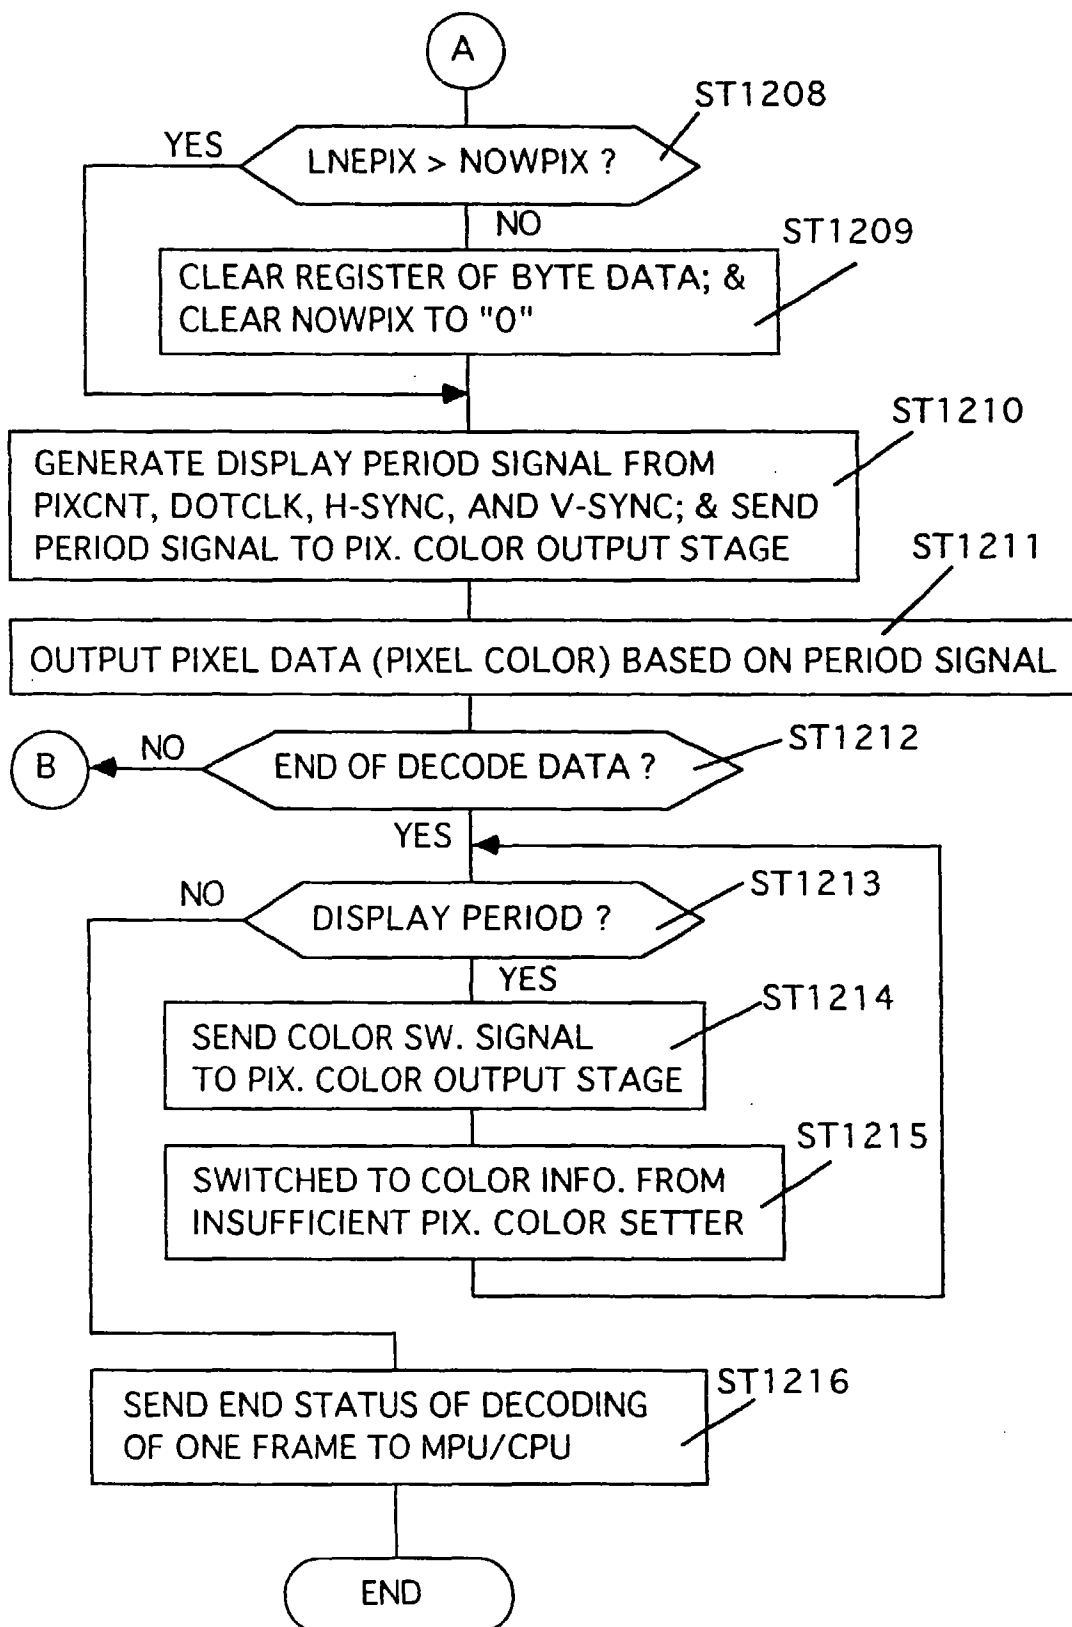 A
ST1208
YES
LNEPIX > NOWPIX ?
NO
ST1209
CLEAR REGISTER OF BYTE DATA; &
CLEAR NOWPIX TO "0"
ST1210
GENERATE DISPLAY PERIOD SIGNAL FROM
PIXCNT, DOTCLK, H-SYNC, AND V-SYNC; & SEND
PERIOD SIGNAL TO PIX. COLOR OUTPUT STAGE
ST1211
OUTPUT PIXEL DATA (PIXEL COLOR) BASED ON PERIOD SIGNAL
ST1212
B
NO
END OF DECODE DATA ?
YES
ST1213
NO
DISPLAY PERIOD ?
YES
ST1214
SEND COLOR SW. SIGNAL
TO PIX. COLOR OUTPUT STAGE
ST1215
SWITCHED TO COLOR INFO. FROM
INSUFFICIENT PIX. COLOR SETTER
ST1216
SEND END STATUS OF DECODING
OF ONE FRAME TO MPU/CPU
END